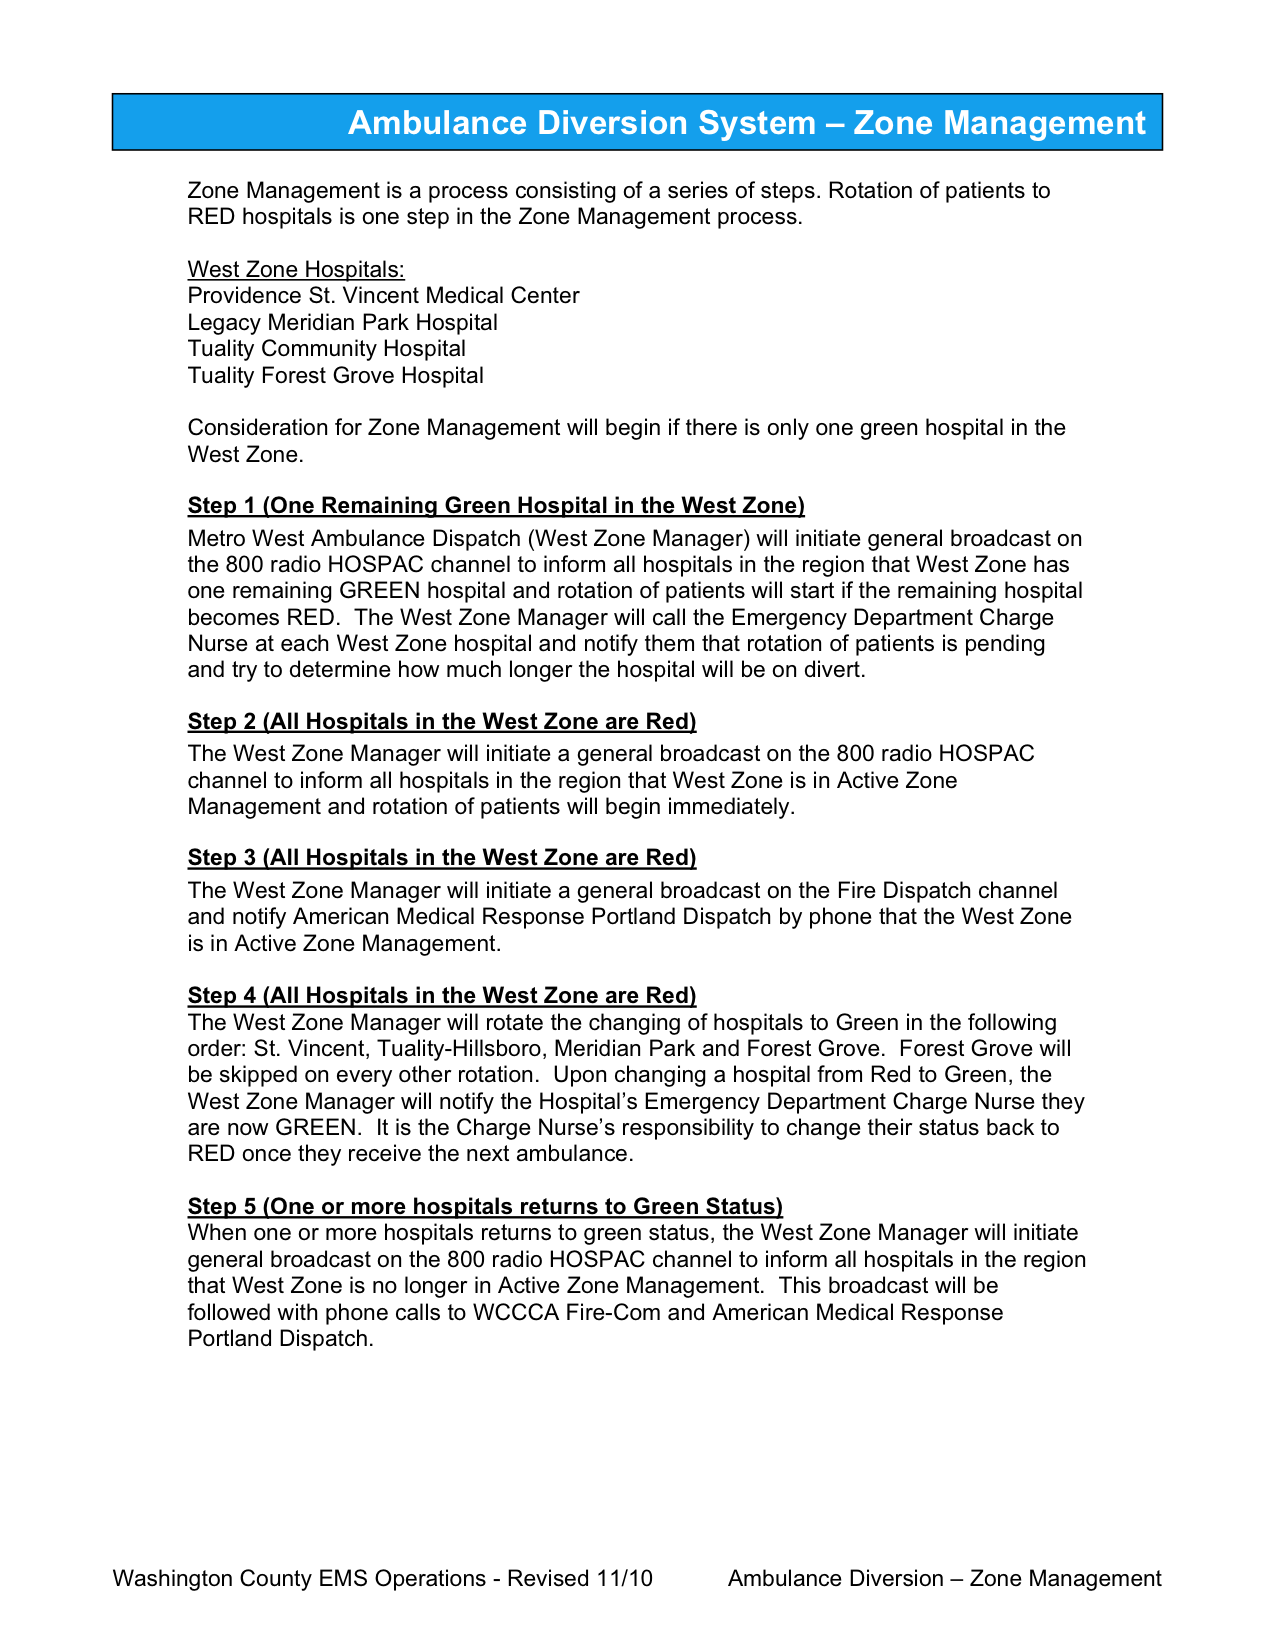 Ambulance Diversion System – Zone Management
Zone Management is a process consisting of a series of steps. Rotation of patients to
RED hospitals is one step in the Zone Management process.
West Zone Hospitals:
Providence St. Vincent Medical Center
Legacy Meridian Park Hospital
Tuality Community Hospital
Tuality Forest Grove Hospital
Consideration for Zone Management will begin if there is only one green hospital in the
West Zone.
Step 1 (One Remaining Green Hospital in the West Zone)
Metro West Ambulance Dispatch (West Zone Manager) will initiate general broadcast on
the 800 radio HOSPAC channel to inform all hospitals in the region that West Zone has
one remaining GREEN hospital and rotation of patients will start if the remaining hospital
becomes RED.  The West Zone Manager will call the Emergency Department Charge
Nurse at each West Zone hospital and notify them that rotation of patients is pending
and try to determine how much longer the hospital will be on divert.
Step 2 (All Hospitals in the West Zone are Red)
The West Zone Manager will initiate a general broadcast on the 800 radio HOSPAC
channel to inform all hospitals in the region that West Zone is in Active Zone
Management and rotation of patients will begin immediately.
Step 3 (All Hospitals in the West Zone are Red)
The West Zone Manager will initiate a general broadcast on the Fire Dispatch channel
and notify American Medical Response Portland Dispatch by phone that the West Zone
is in Active Zone Management.
Step 4 (All Hospitals in the West Zone are Red)
The West Zone Manager will rotate the changing of hospitals to Green in the following
order: St. Vincent, Tuality-Hillsboro, Meridian Park and Forest Grove.  Forest Grove will
be skipped on every other rotation.  Upon changing a hospital from Red to Green, the
West Zone Manager will notify the Hospital’s Emergency Department Charge Nurse they
are now GREEN.  It is the Charge Nurse’s responsibility to change their status back to
RED once they receive the next ambulance.
Step 5 (One or more hospitals returns to Green Status)
When one or more hospitals returns to green status, the West Zone Manager will initiate
general broadcast on the 800 radio HOSPAC channel to inform all hospitals in the region
that West Zone is no longer in Active Zone Management.  This broadcast will be
followed with phone calls to WCCCA Fire-Com and American Medical Response
Portland Dispatch.
Washington County EMS Operations - Revised 11/10 Ambulance Diversion – Zone Management